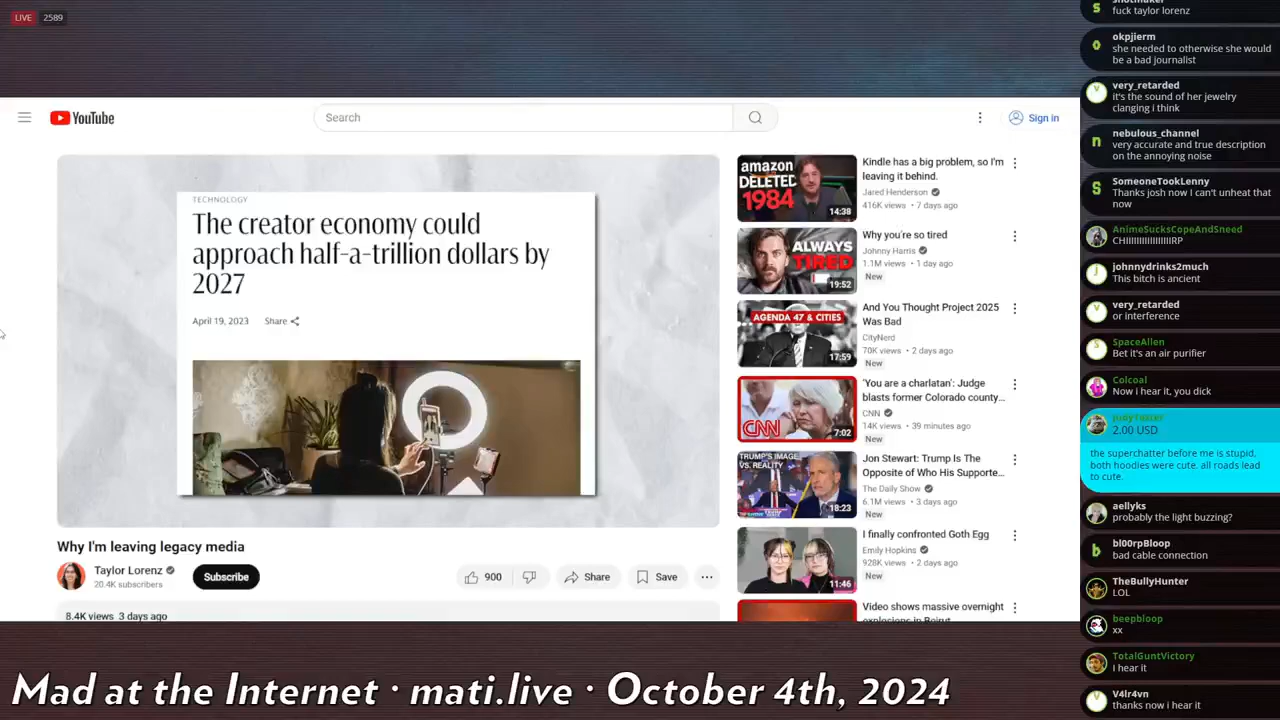 LIVE 2589
YouTube
Search
Sign in
TECHNOLOGY
The creator economy could
approach half-a-trillion dollars by
2027
April 19, 2023 Share
Why I'm leaving legacy media
Taylor Lorenz
20.4K subscribers
Subscribe
900
Share
Save
8.4K views 3 days ago
amazon
DELETED
1984
14:38
Kindle has a big problem, so I'm
leaving it behind.
Jared Henderson
416K views • 7 days ago
ALWAYS
TIRED
19:52
Why you're so tired
Johnny Harris
1.1M views • 1 day ago
New
AGENDA 47 & CITIES
17:59
And You Thought Project 2025
Was Bad
CityNerd
70K views • 2 days ago
New
CNN
7:02
'You are a charlatan': Judge
blasts former Colorado county...
CNN
14K views • 39 minutes ago
New
TRUMP'S IMAGE
VS. REALITY
18:23
Jon Stewart: Trump Is The
Opposite of Who His Supporte...
The Daily Show
6.1M views • 3 days ago
New
11:46
I finally confronted Goth Egg
Emily Hopkins
928K views • 2 days ago
New
Video shows massive overnight
explosions in Beirut
fuck taylor lorenz
okpjierm
she needed to otherwise she would
be a bad journalist
very_retarded
it's the sound of her jewelry
clanging i think
nebulous_channel
very accurate and true description
on the annoying noise
SomeoneTookLenny
Thanks josh now I can't unheat that
now
AnimeSucksCopeAndSneed
CHIIIIIIIIIIIIIIIIIRP
johnnydrinks2much
This bitch is ancient
very_retarded
or interference
SpaceAllen
Bet it's an air purifier
Colcoal
Now i hear it, you dick
2.00 USD
the superchatter before me is stupid,
both hoodies were cute. all roads lead
to cute.
aellyks
probably the light buzzing?
bl00rpBloop
bad cable connection
TheBullyHunter
LOL
beepbloop
xx
TotalGuntVictory
i hear it
V4lr4vn
thanks now i hear it
Mad at the Internet · mati.live · October 4th, 2024